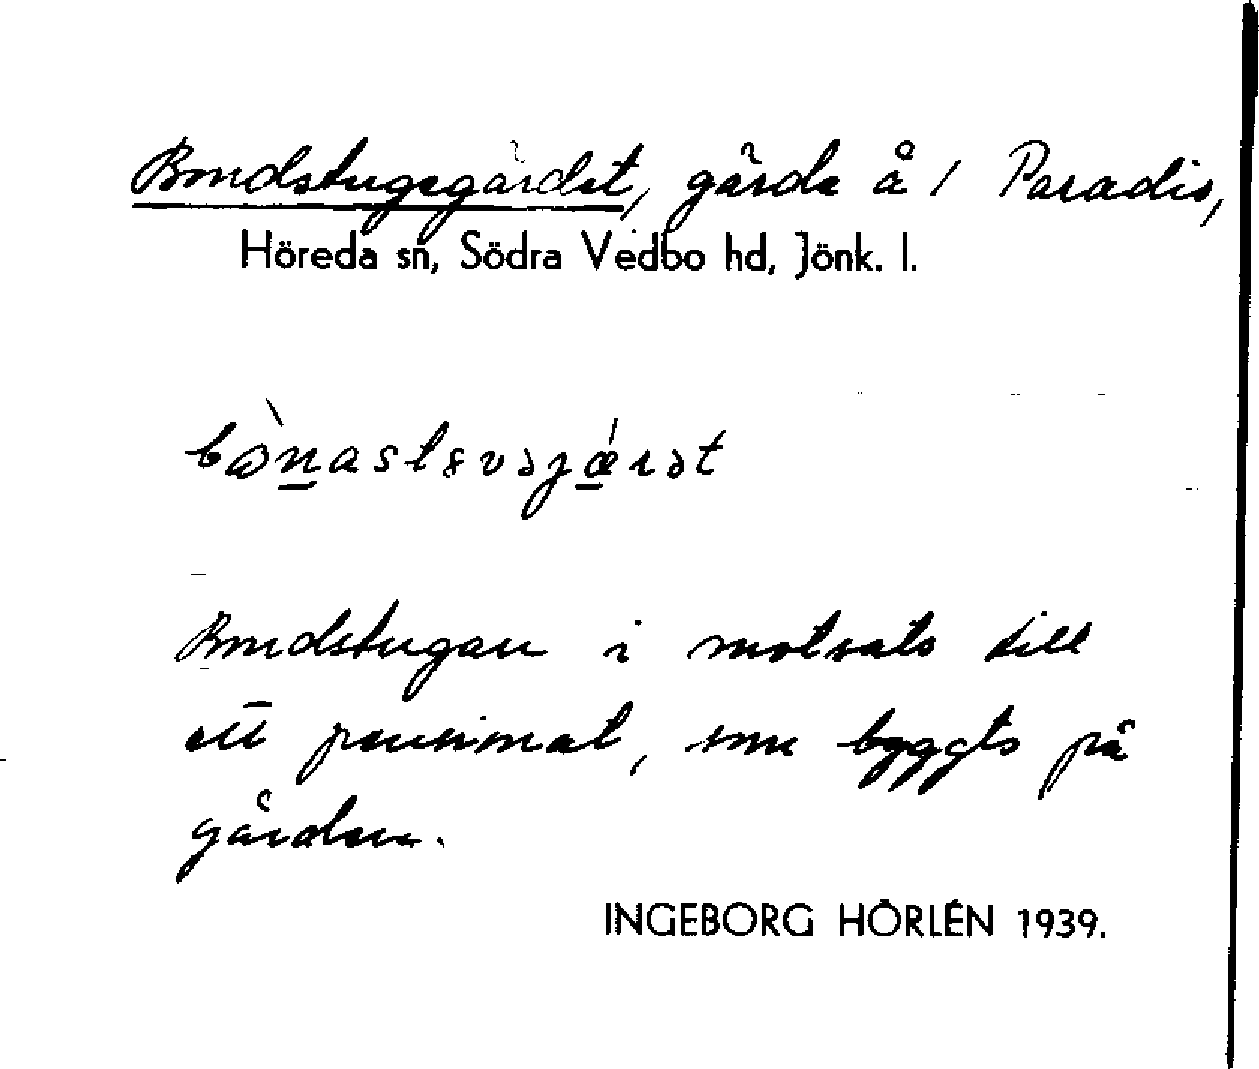 Bondstugegärdet, gärde å / Paradis,
Höreda sn, Södra Vedbo hd, Jönk. l.
Bondstugan i motsats till
ett pensionat, som byggts på
gården.
INGEBORG HÖRLÉN 1939.